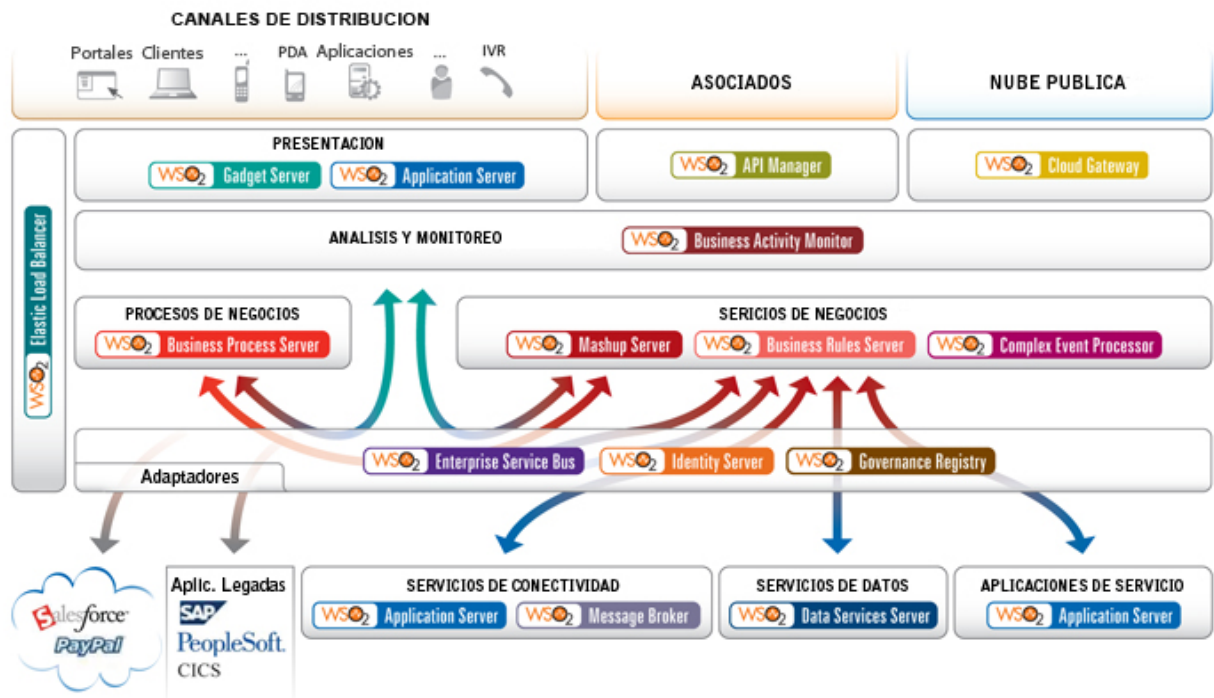 CANALES DE DISTRIBUCION
Portales Clientes ... PDA Aplicaciones ... IVR
ASOCIADOS
NUBE PUBLICA
PRESENTACION
WSO2 Gadget Server
WSO2 Application Server
WSO2 API Manager
WSO2 Cloud Gateway
WSO2 Elastic Load Balancer
ANALISIS Y MONITOREO
WSO2 Business Activity Monitor
PROCESOS DE NEGOCIOS
WSO2 Business Process Server
SERICIOS DE NEGOCIOS
WSO2 Mashup Server
WSO2 Business Rules Server
WSO2 Complex Event Processor
WSO2 Enterprise Service Bus
WSO2 Identity Server
WSO2 Governance Registry
Adaptadores
Salesforce
PayPal
Aplic. Legadas
SAP
PeopleSoft.
CICS
SERVICIOS DE CONECTIVIDAD
WSO2 Application Server
WSO2 Message Broker
SERVICIOS DE DATOS
WSO2 Data Services Server
APLICACIONES DE SERVICIO
WSO2 Application Server